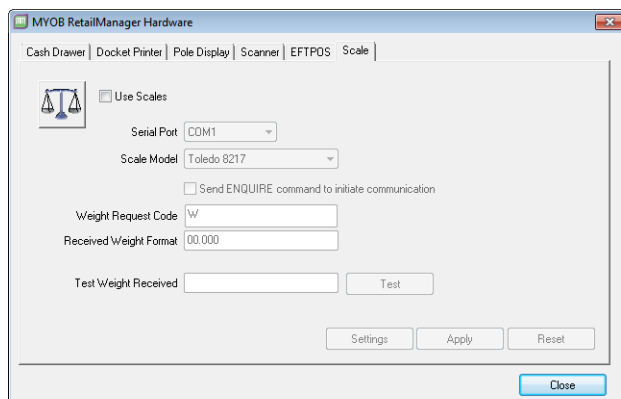 MYOB RetailManager Hardware
Cash Drawer Docket Printer Pole Display Scanner EFTPOS Scale
Use Scales
Serial Port COM1
Scale Model Toledo 8217
Send ENQUIRE command to initiate communication
Weight Request Code W
Received Weight Format 00.000
Test Weight Received Test
Settings Apply Reset
Close